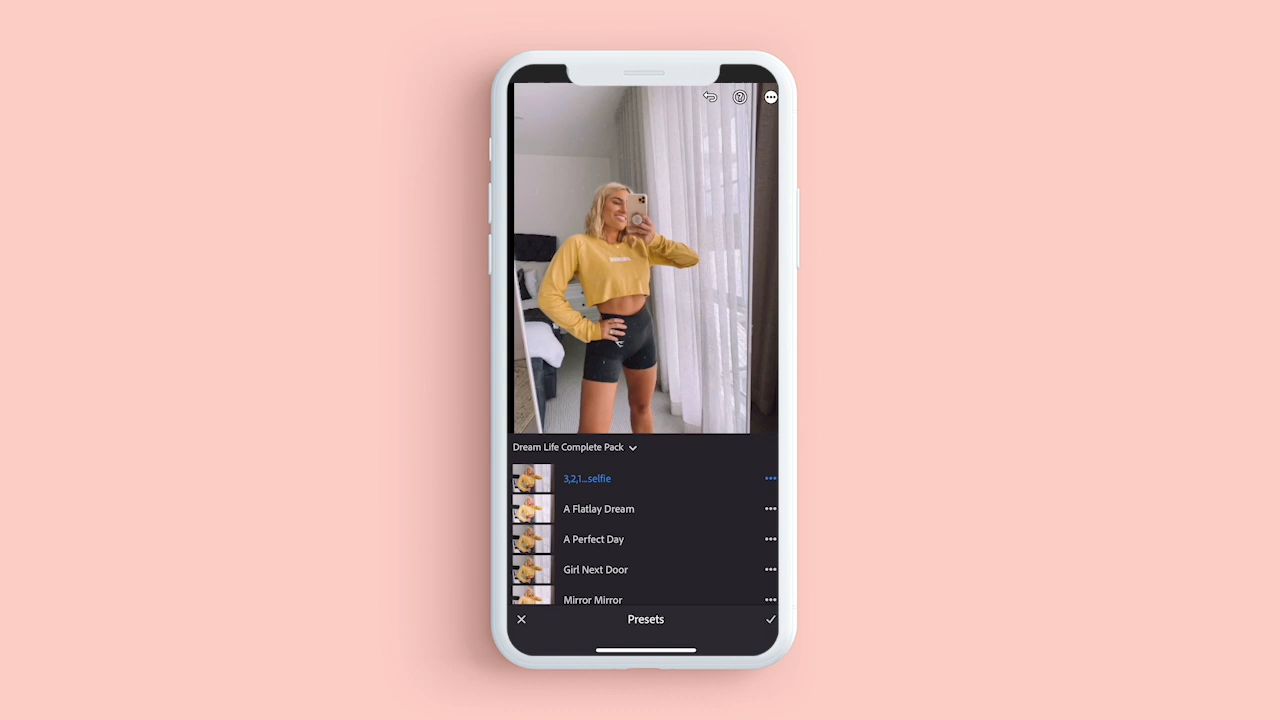 Dream Life Complete Pack
3,2,1...selfie
A Flatlay Dream
A Perfect Day
Girl Next Door
Mirror Mirror
Presets